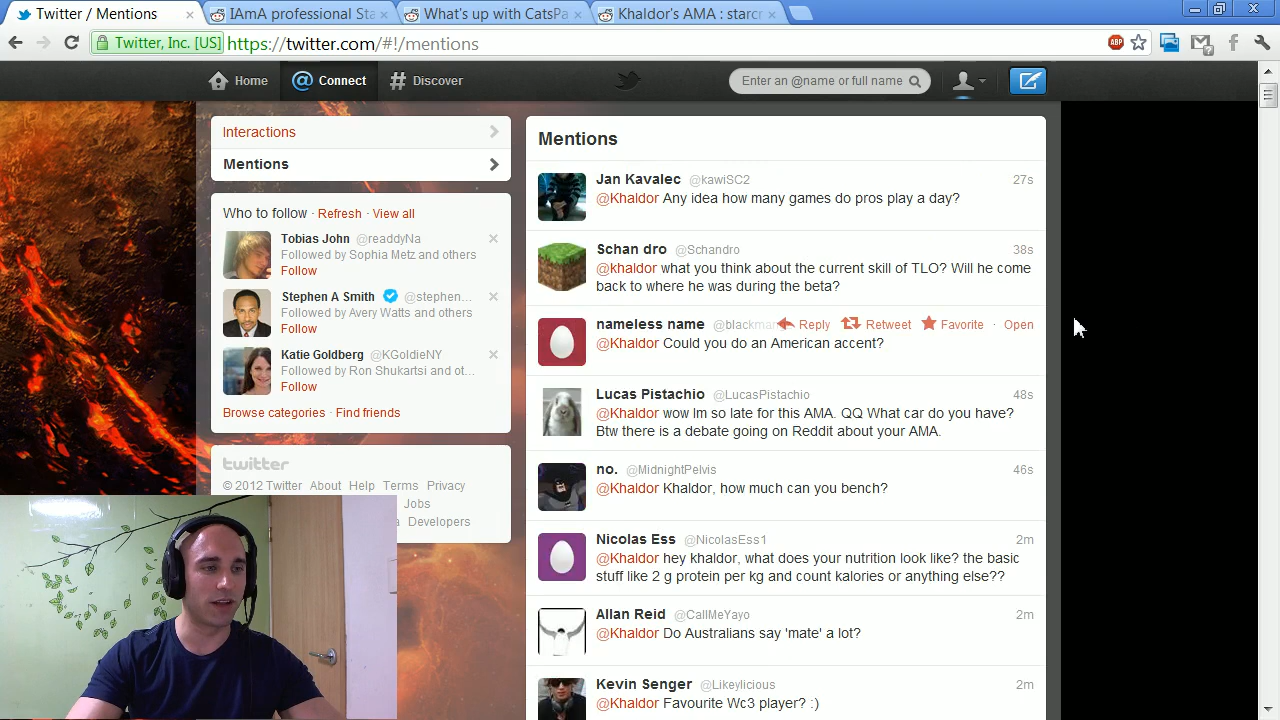 Twitter / Mentions
IAmA professional Sta
What's up with CatsPa
Khaldor's AMA : starcr
Twitter, Inc. [US] https://twitter.com/#!/mentions
ABP
Home
@ Connect
# Discover
Enter an @name or full name
Interactions
Mentions
Who to follow · Refresh · View all
Tobias John @readdyNa
Followed by Sophia Metz and others
Follow
Stephen A Smith @stephen...
Followed by Avery Watts and others
Follow
Katie Goldberg @KGoldieNY
Followed by Ron Shukartsi and ot...
Follow
Browse categories · Find friends
twitter
© 2012 Twitter About Help Terms Privacy
Jobs
Developers
Mentions
Jan Kavalec @kawiSC2 27s
@Khaldor Any idea how many games do pros play a day?
Schan dro @Schandro 38s
@khaldor what you think about the current skill of TLO? Will he come
back to where he was during the beta?
nameless name @blackman Reply Retweet Favorite · Open
@Khaldor Could you do an American accent?
Lucas Pistachio @LucasPistachio 48s
@Khaldor wow Im so late for this AMA. QQ What car do you have?
Btw there is a debate going on Reddit about your AMA.
no. @MidnightPelvis 46s
@Khaldor Khaldor, how much can you bench?
Nicolas Ess @NicolasEss1 2m
@Khaldor hey khaldor, what does your nutrition look like? the basic
stuff like 2 g protein per kg and count kalories or anything else??
Allan Reid @CallMeYayo 2m
@Khaldor Do Australians say 'mate' a lot?
Kevin Senger @Likeylicious 2m
@Khaldor Favourite Wc3 player? :)